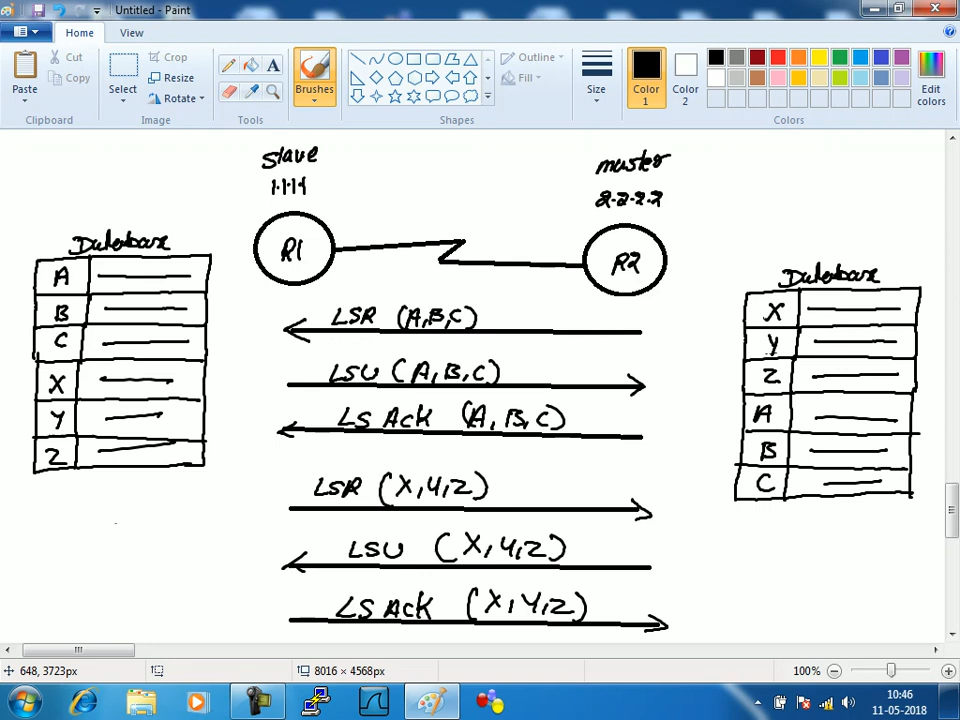 Untitled - Paint
Home
View
Paste
Cut
Copy
Clipboard
Select
Crop
Resize
Rotate
Image
A
Tools
Brushes
Outline
Fill
Shapes
Size
Color 1
Color 2
Edit colors
Colors
Slave
1.1.1.1
master
2.2.2.2
R1
R2
Database
A
B
C
X
Y
Z
Database
X
Y
Z
A
B
C
LSR (A,B,C)
LSU (A,B,C)
LS Ack (A,B,C)
LSR (X,Y,Z)
LSU (X,Y,Z)
LS Ack (X,Y,Z)
648, 3723px
8016 × 4568px
100%
10:46
11-05-2018